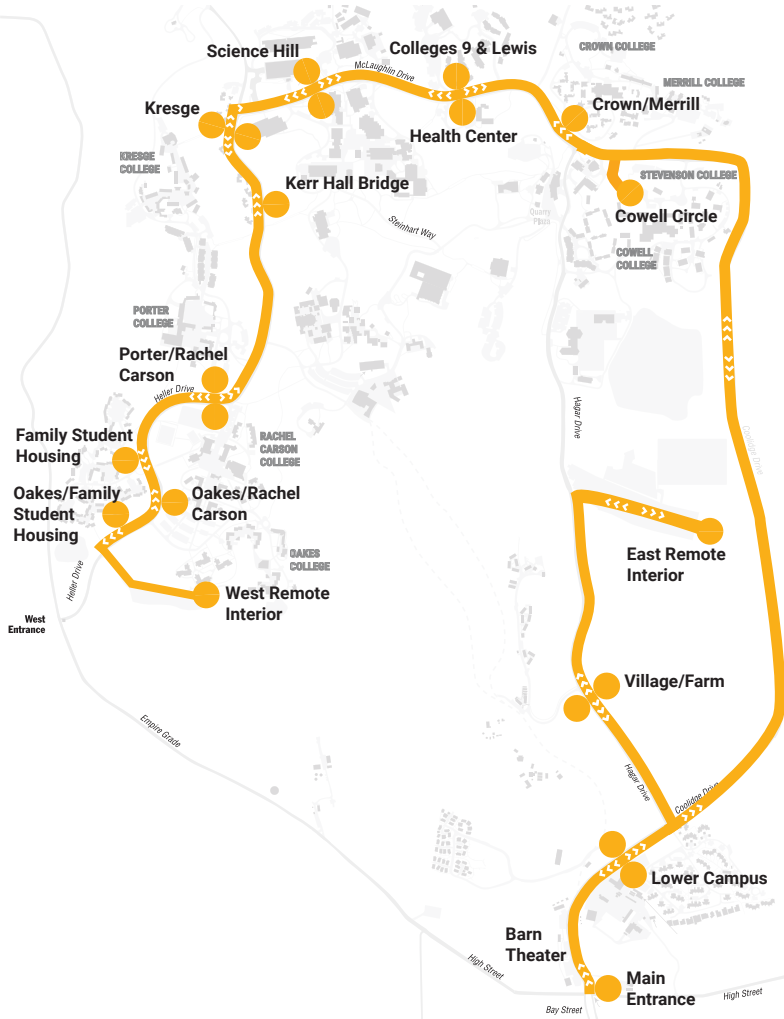 CROWN COLLEGE
Science Hill
Colleges 9 & Lewis
McLaughlin Drive
MERRILL COLLEGE
Kresge
Crown/Merrill
Health Center
KRESGE
COLLEGE
STEVENSON COLLEGE
Kerr Hall Bridge
Quarry
Plaza
Cowell Circle
Steinhart Way
COWELL
COLLEGE
PORTER
COLLEGE
Porter/Rachel
Carson
Heller Drive
Hagar Drive
Coolidge Drive
Family Student
Housing
RACHEL
CARSON
COLLEGE
Oakes/Family
Student
Housing
Oakes/Rachel
Carson
OAKES
COLLEGE
East Remote
Interior
Heller Drive
West Remote
Interior
West
Entrance
Village/Farm
Empire Grade
Hagar Drive
Coolidge Drive
Lower Campus
Barn
Theater
High Street
Main
Entrance
High Street
Bay Street